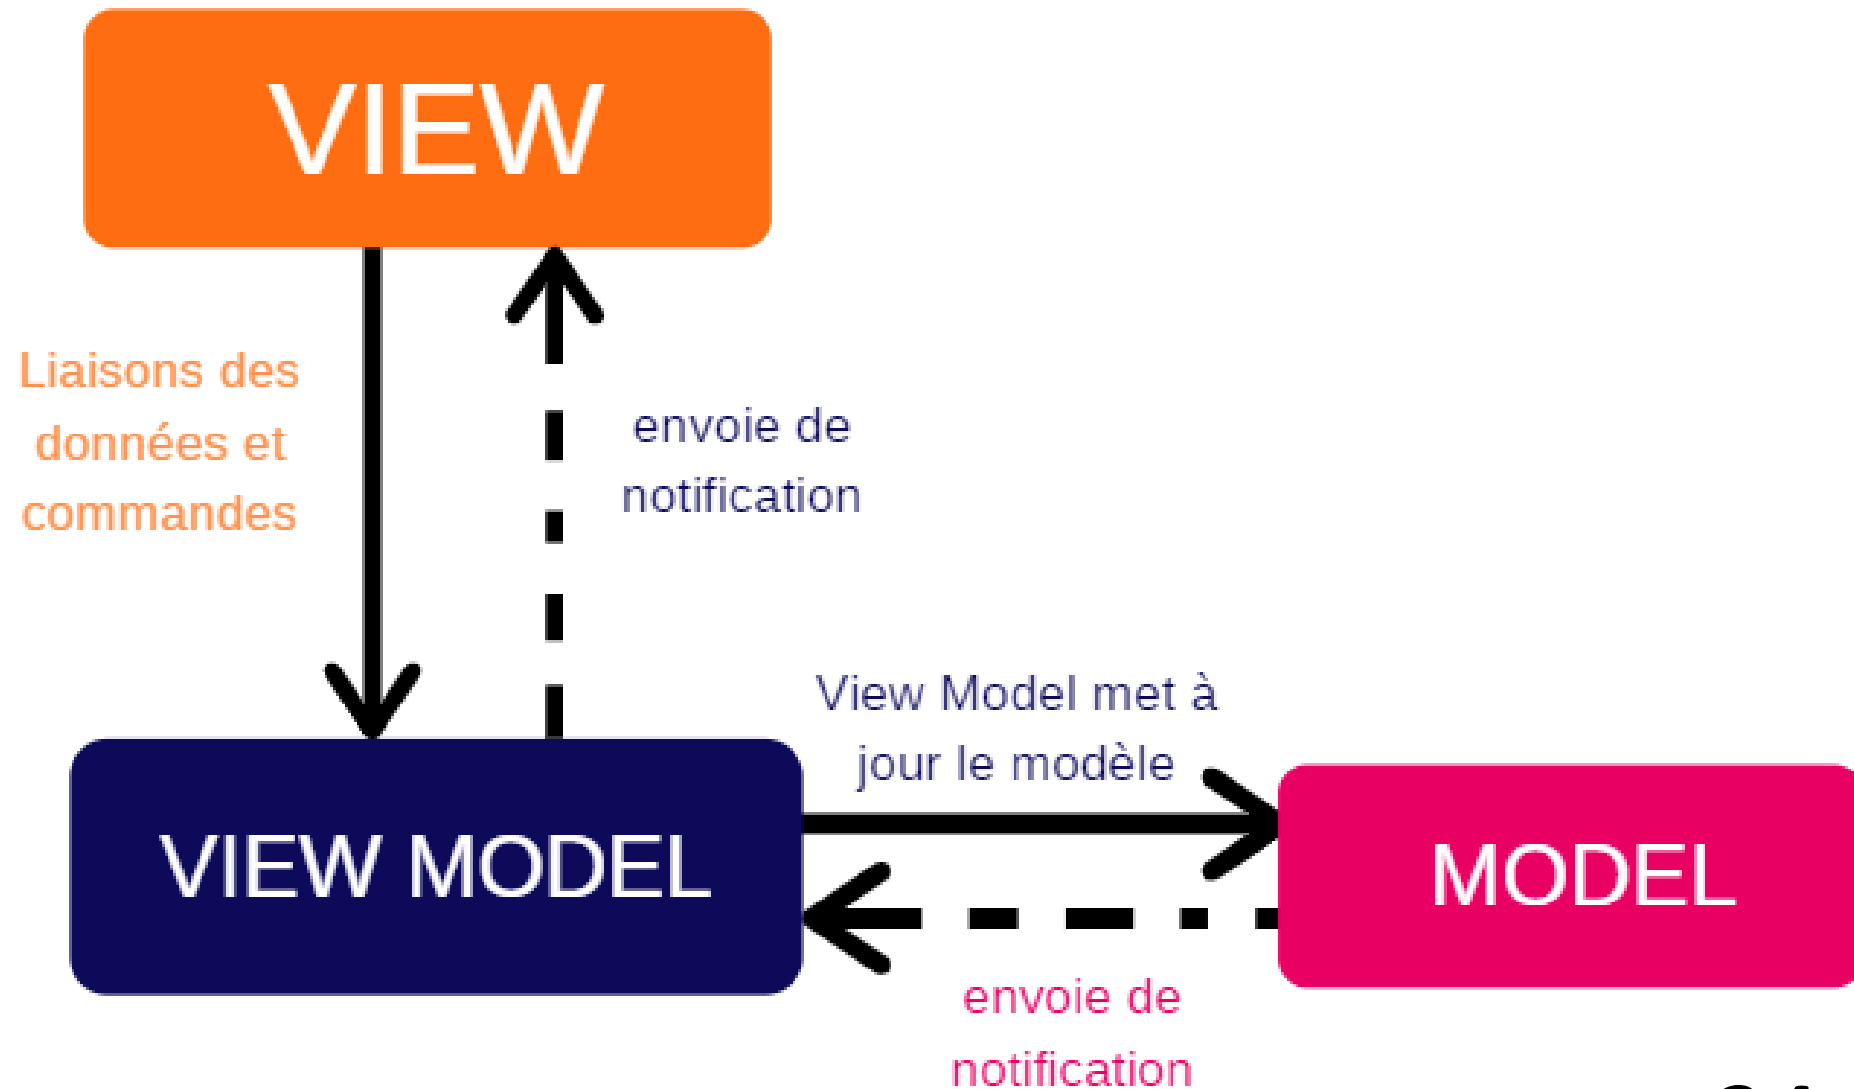 VIEW
Liaisons des
données et
commandes
envoie de
notification
View Model met à
jour le modèle
VIEW MODEL
MODEL
envoie de
notification